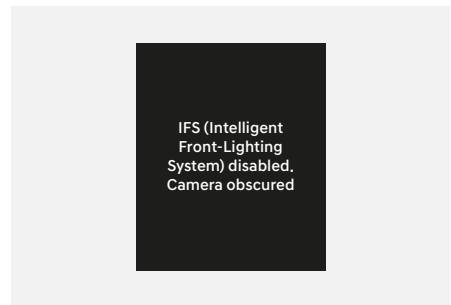 IFS (Intelligent
Front-Lighting
System) disabled.
Camera obscured